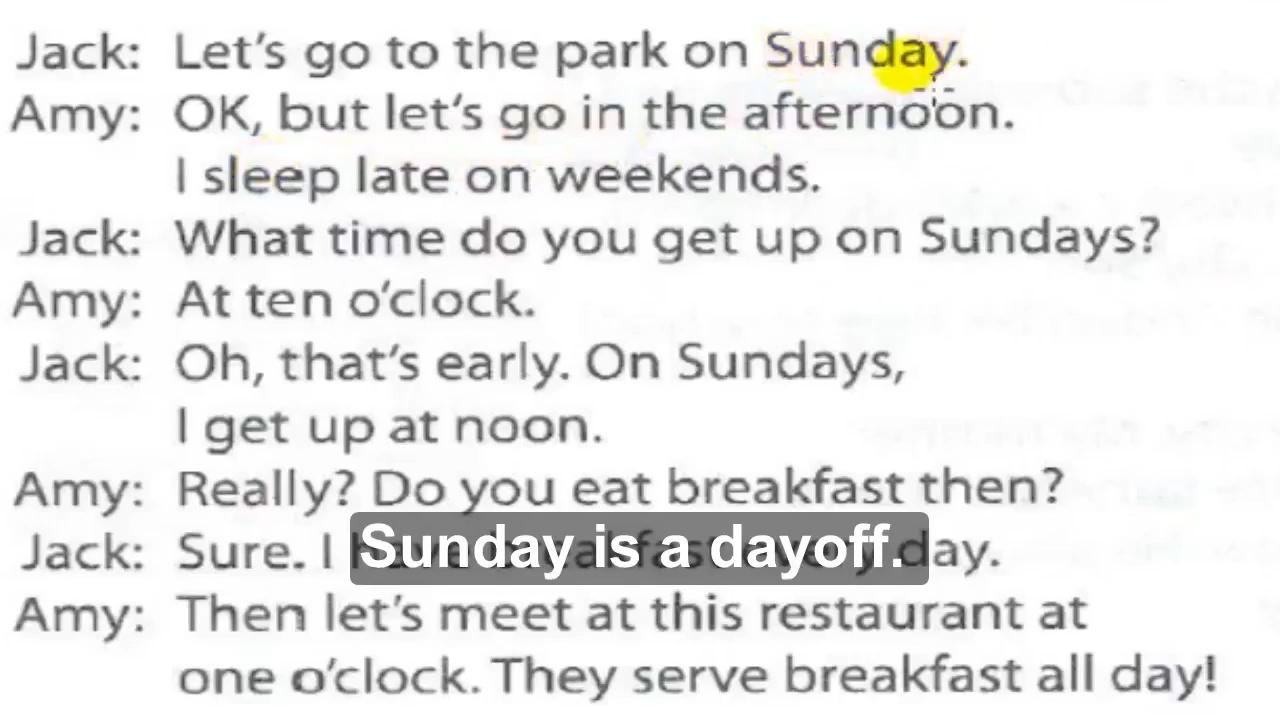 Jack: Let's go to the park on Sunday.
Amy: OK, but let's go in the afternoon.
I sleep late on weekends.
Jack: What time do you get up on Sundays?
Amy: At ten o'clock.
Jack: Oh, that's early. On Sundays,
I get up at noon.
Amy: Really? Do you eat breakfast then?
Jack: Sure. I have breakfast every day.
Sunday is a dayoff.
Amy: Then let's meet at this restaurant at
one o'clock. They serve breakfast all day!